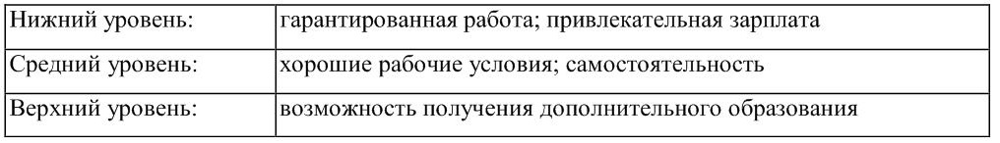 Нижний уровень: гарантированная работа; привлекательная зарплата
Средний уровень: хорошие рабочие условия; самостоятельность
Верхний уровень: возможность получения дополнительного образования